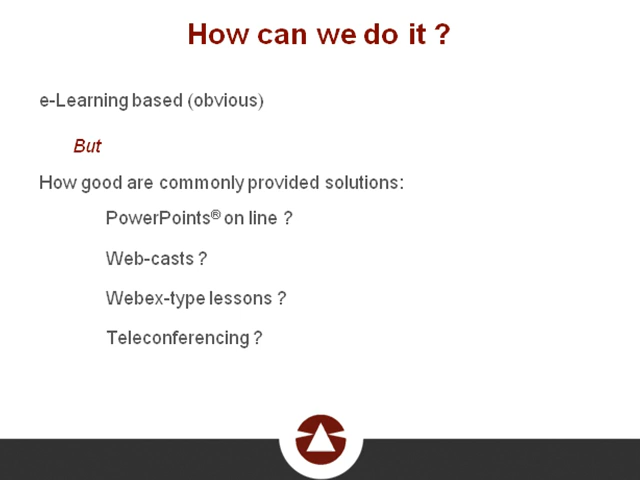 How can we do it ?
e-Learning based (obvious)
But
How good are commonly provided solutions:
PowerPoints® on line ?
Web-casts ?
Webex-type lessons ?
Teleconferencing ?